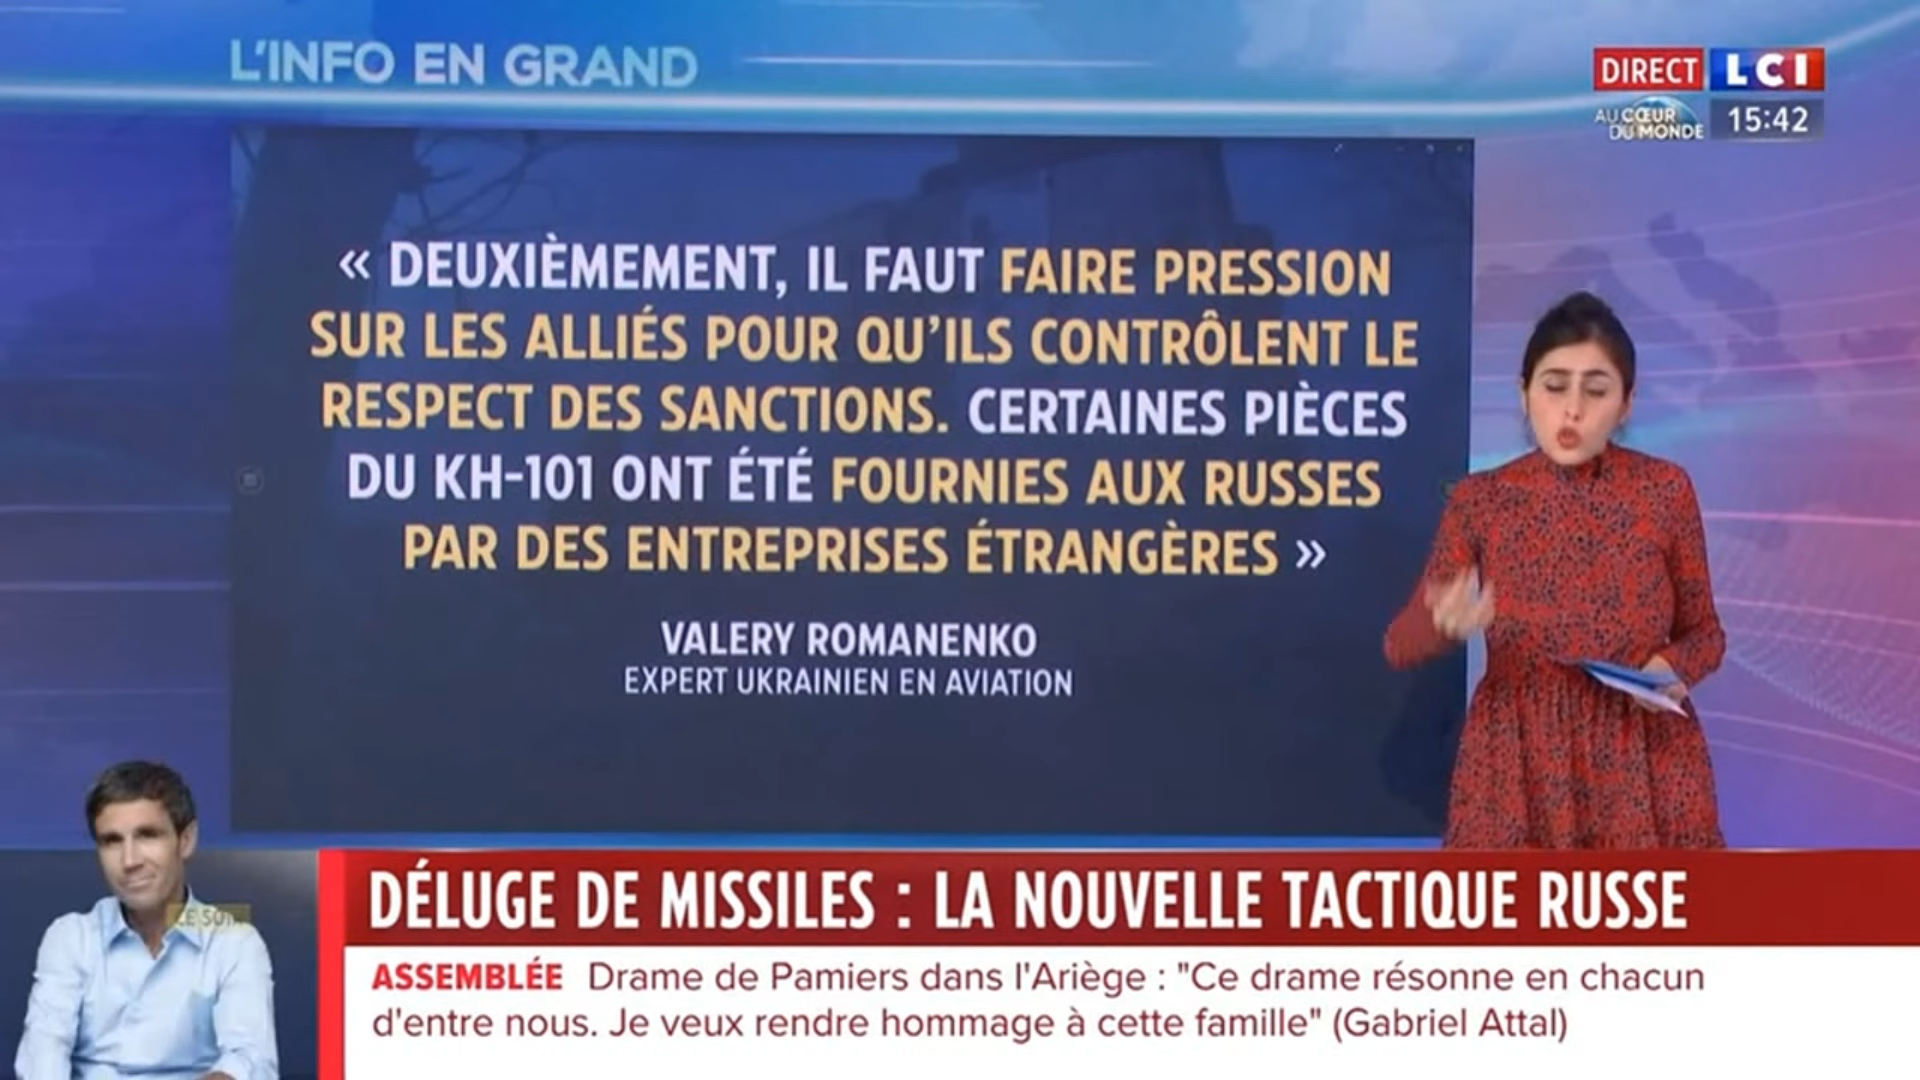 L'INFO EN GRAND
DIRECT LCI
AU CŒUR
DU MONDE
15:42
« DEUXIÈMEMENT, IL FAUT FAIRE PRESSION
SUR LES ALLIÉS POUR QU'ILS CONTRÔLENT LE
RESPECT DES SANCTIONS. CERTAINES PIÈCES
DU KH-101 ONT ÉTÉ FOURNIES AUX RUSSES
PAR DES ENTREPRISES ÉTRANGÈRES »
VALERY ROMANENKO
EXPERT UKRAINIEN EN AVIATION
CE SOIR
DÉLUGE DE MISSILES : LA NOUVELLE TACTIQUE RUSSE
ASSEMBLÉE Drame de Pamiers dans l'Ariège : "Ce drame résonne en chacun
d'entre nous. Je veux rendre hommage à cette famille" (Gabriel Attal)